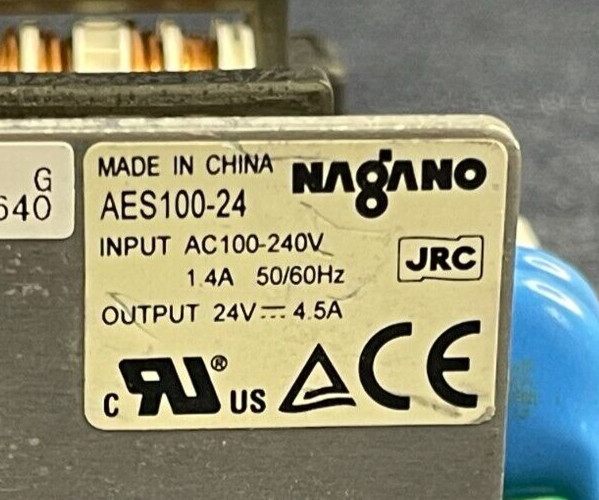 G
640
MADE IN CHINA
NAGANO
AES100-24
INPUT AC100-240V
1.4A 50/60Hz
JRC
OUTPUT 24V⎓4.5A
C RU® US
CE